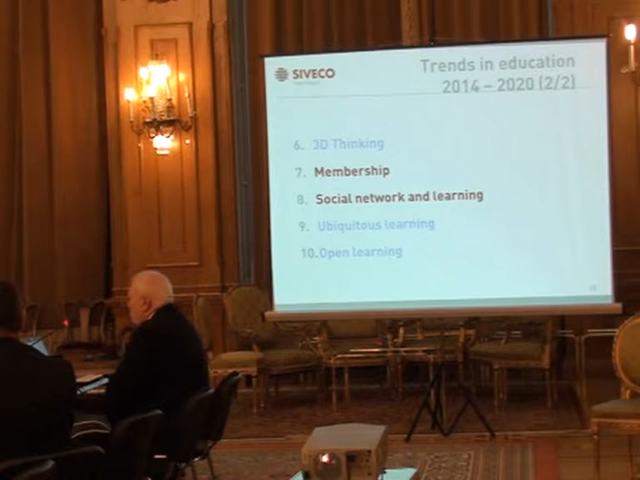 SIVECO
Trends in education
2014 – 2020 (2/2)
6. 3D Thinking
7. Membership
8. Social network and learning
9. Ubiquitous learning
10. Open learning